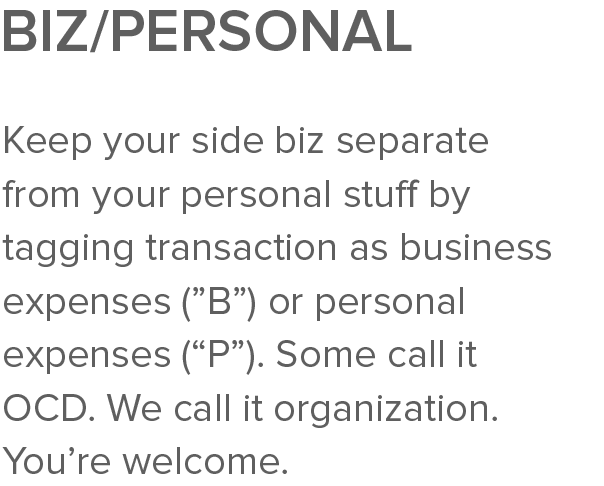 BIZ/PERSONAL
Keep your side biz separate
from your personal stuff by
tagging transaction as business
expenses (”B”) or personal
expenses (“P”). Some call it
OCD. We call it organization.
You’re welcome.